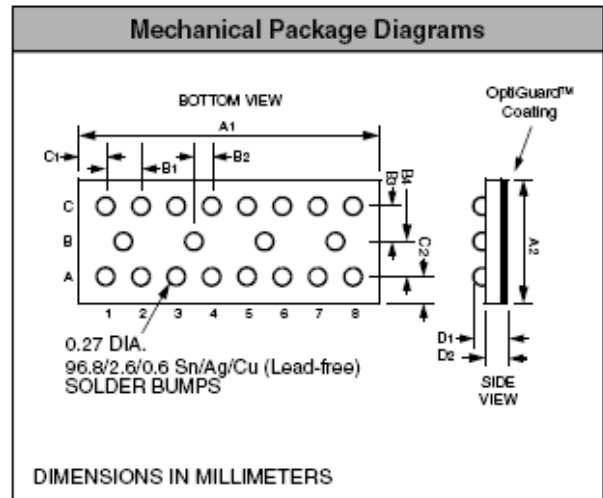 Mechanical Package Diagrams
BOTTOM VIEW
OptiGuard™
Coating
A1
C1
B1
B2
B3
B4
C
B
A
C2
A2
1 2 3 4 5 6 7 8
D1
D2
0.27 DIA.
96.8/2.6/0.6 Sn/Ag/Cu (Lead-free)
SOLDER BUMPS
SIDE
VIEW
DIMENSIONS IN MILLIMETERS